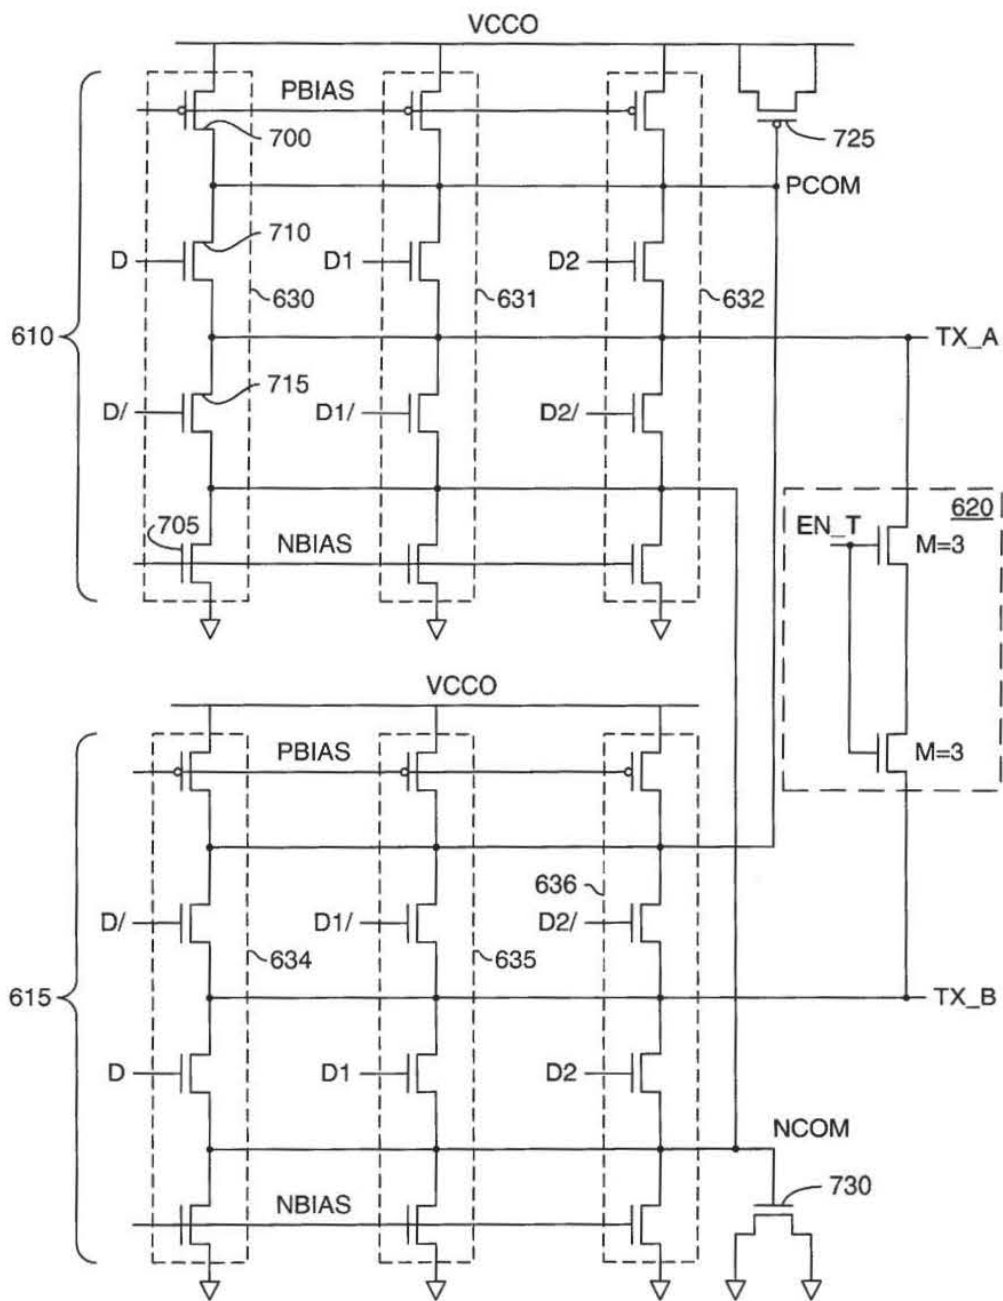 VCCO
PBIAS
700
725
PCOM
710
D
D1
D2
630
631
632
610
TX_A
715
D/
D1/
D2/
620
705
NBIAS
EN_T
M=3
VCCO
PBIAS
M=3
636
D/
D1/
D2/
634
635
615
TX_B
D
D1
D2
NCOM
730
NBIAS